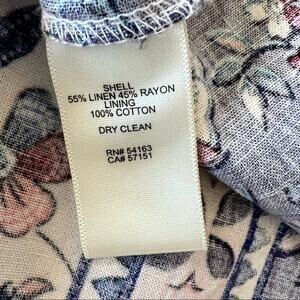 SHELL
55% LINEN 45% RAYON
LINING
100% COTTON
DRY CLEAN
RN# 54163
CA# 57151